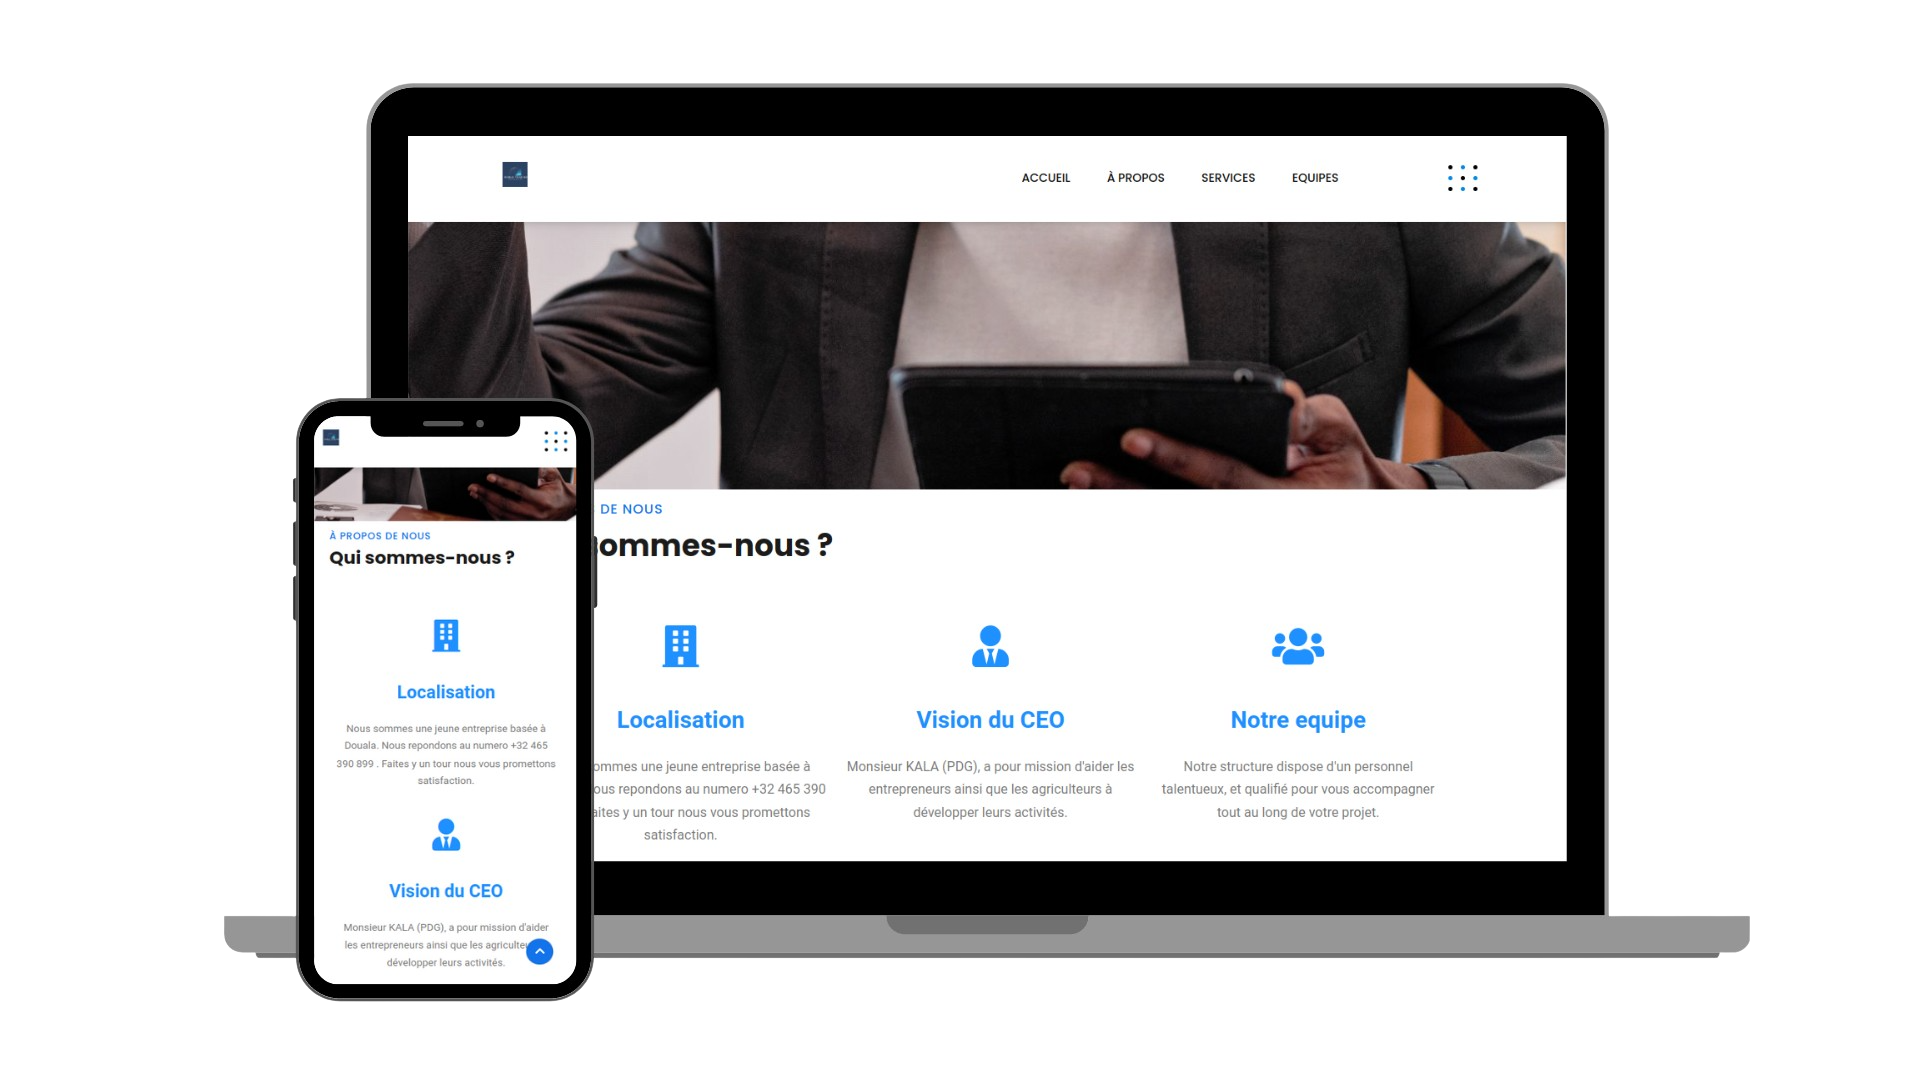 ACCUEIL À PROPOS SERVICES EQUIPES
DE NOUS
sommes-nous ?
Localisation
ommes une jeune entreprise basée à
ous repondons au numero +32 465 390
aites y un tour nous vous promettons
satisfaction.
Vision du CEO
Monsieur KALA (PDG), a pour mission d'aider les
entrepreneurs ainsi que les agriculteurs à
développer leurs activités.
Notre equipe
Notre structure dispose d'un personnel
talentueux, et qualifié pour vous accompagner
tout au long de votre projet.
À PROPOS DE NOUS
Qui sommes-nous ?
Localisation
Nous sommes une jeune entreprise basée à
Douala. Nous repondons au numero +32 465
390 899 . Faites y un tour nous vous promettons
satisfaction.
Vision du CEO
Monsieur KALA (PDG), a pour mission d'aider
les entrepreneurs ainsi que les agriculteu
développer leurs activités.